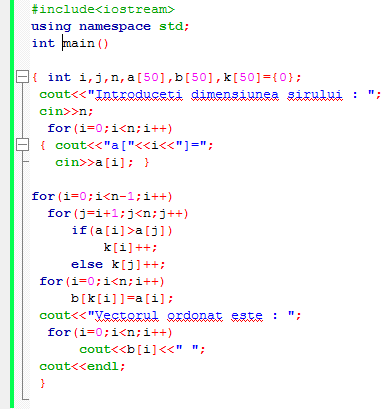 #include<iostream>
using namespace std;
int main()
{ int i,j,n,a[50],b[50],k[50]={0};
cout<<"Introduceti dimensiunea sirului : ";
cin>>n;
for(i=0;i<n;i++)
{ cout<<"a["<<i<<"]=";
cin>>a[i]; }
for(i=0;i<n-1;i++)
for(j=i+1;j<n;j++)
if(a[i]>a[j])
k[i]++;
else k[j]++;
for(i=0;i<n;i++)
b[k[i]]=a[i];
cout<<"Vectorul ordonat este : ";
for(i=0;i<n;i++)
cout<<b[i]<<" ";
cout<<endl;
}